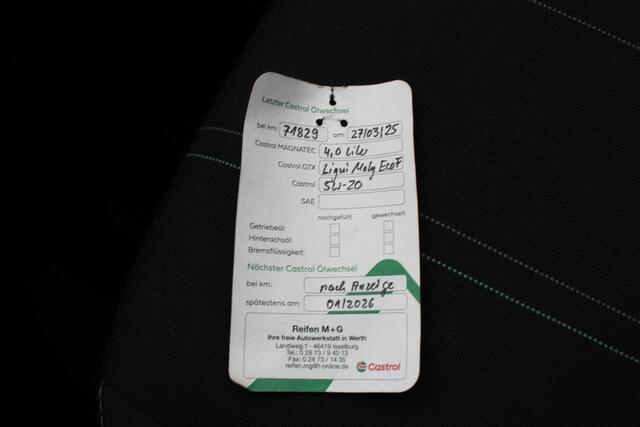 Letzter Castrol Ölwechsel
bei km: 71829 am: 27/03/25
Castrol MAGNATEC 4,0 Liter
Castrol GTX Liqui Moly EcoF
Castrol 5W-20
SAE
nachgefüllt gewechselt
Getriebeöl:
Hinterachsöl:
Bremsflüssigkeit:
Nächster Castrol Ölwechsel
bei km: nach Anzeige
spätestens am: 01/2026
Reifen M+G
Ihre freie Autowerkstatt in Werth
Landweg 1 - 46419 Isselburg
Tel.: 0 28 73 / 9 40 13
Fax: 0 28 73 / 14 35
reifen.mg@t-online.de
Castrol